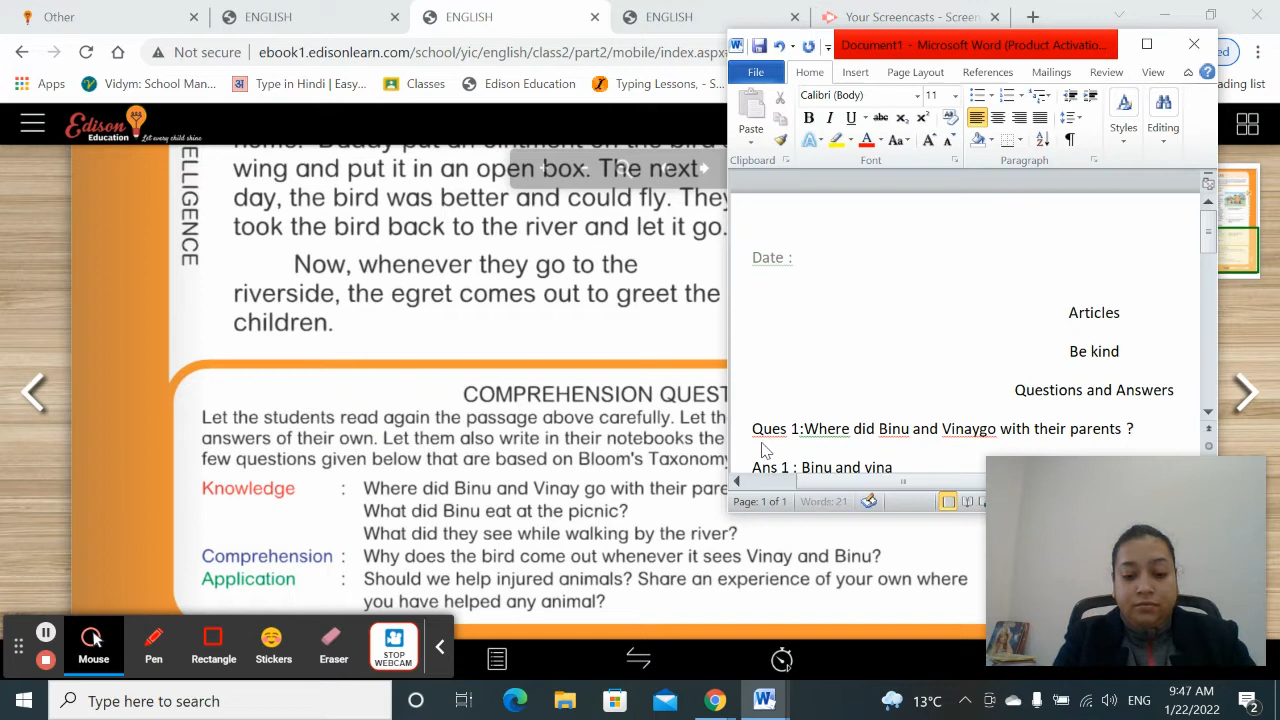 Other
ENGLISH
ENGLISH
ENGLISH
Your Screencasts - Screen
Not secure ebook1.edisonlearn.com/school/yic/english/class2/part2/mobile/index.aspx
Apps
Vidym: School Man
Type in Hindi | Easy
Classes
Edison Education
Typing Lessons,
Document1 - Microsoft Word (Product Activatio...
File Home Insert Page Layout References Mailings Review View
Calibri (Body) 11
Paste Styles Editing
Clipboard Font Paragraph
Edison
Education Let every child shine
ELLIGENCE
wing and put it in an open box. The next
day, the bird was better and could fly. They
took the bird back to the river and let it go.
Now, whenever they go to the
riverside, the egret comes out to greet the
children.
COMPREHENSION QUEST
Let the students read again the passage above carefully. Let the
answers of their own. Let them also write in their notebooks the
few questions given below that are based on Bloom's Taxonomy
Knowledge : Where did Binu and Vinay go with their pare
What did Binu eat at the picnic?
What did they see while walking by the river?
Comprehension : Why does the bird come out whenever it sees Vinay and Binu?
Application : Should we help injured animals? Share an experience of your own where
you have helped any animal?
Date :
Articles
Be kind
Questions and Answers
Ques 1:Where did Binu and Vinaygo with their parents ?
Ans 1 : Binu and vina
Page: 1 of 1 Words: 21
Mouse Pen Rectangle Stickers Eraser STOP
WEBCAM
Type here to search
13°C
ENG
9:47 AM
1/22/2022
2